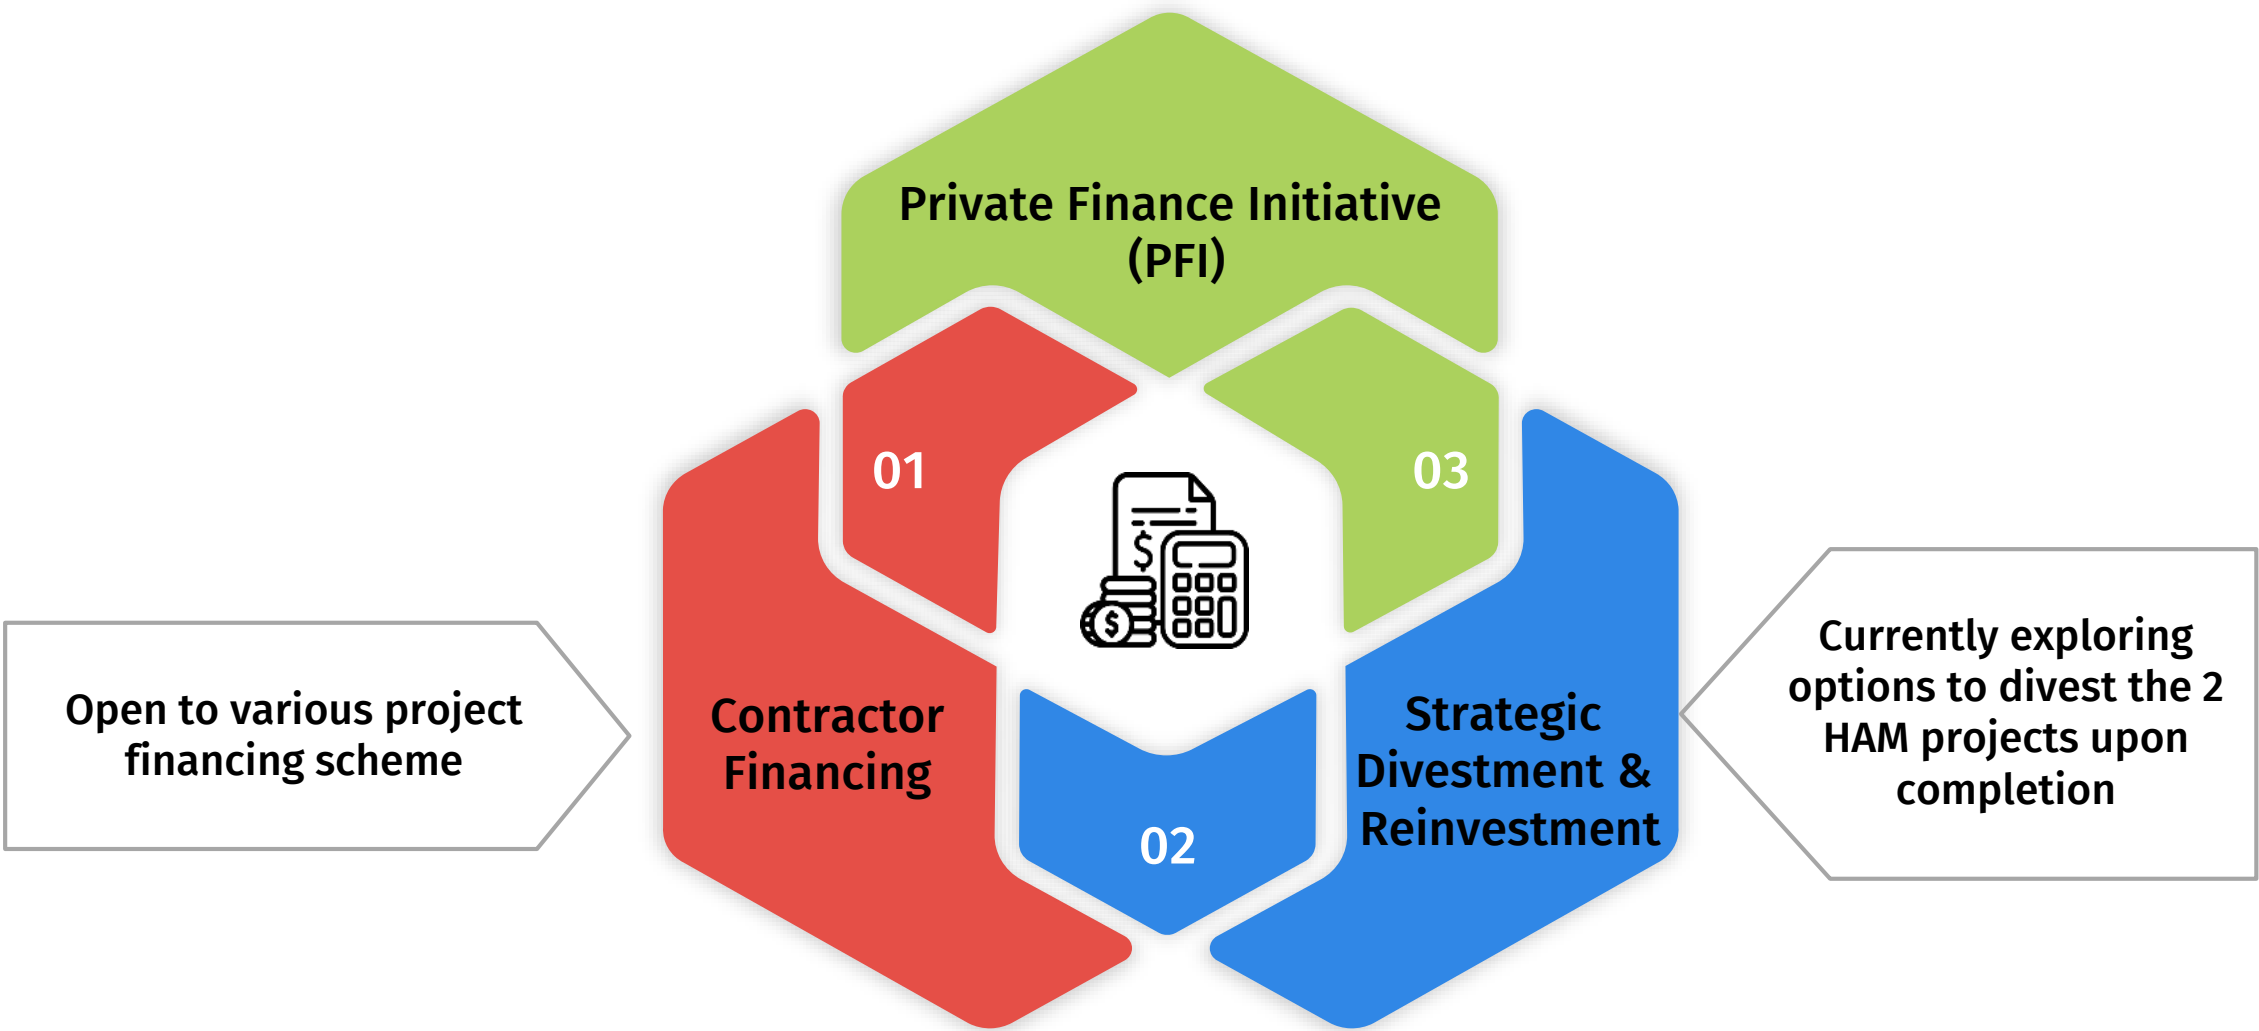 Private Finance Initiative
(PFI)
01
03
Open to various project
financing scheme
Contractor
Financing
02
Strategic
Divestment &
Reinvestment
Currently exploring
options to divest the 2
HAM projects upon
completion
$
$